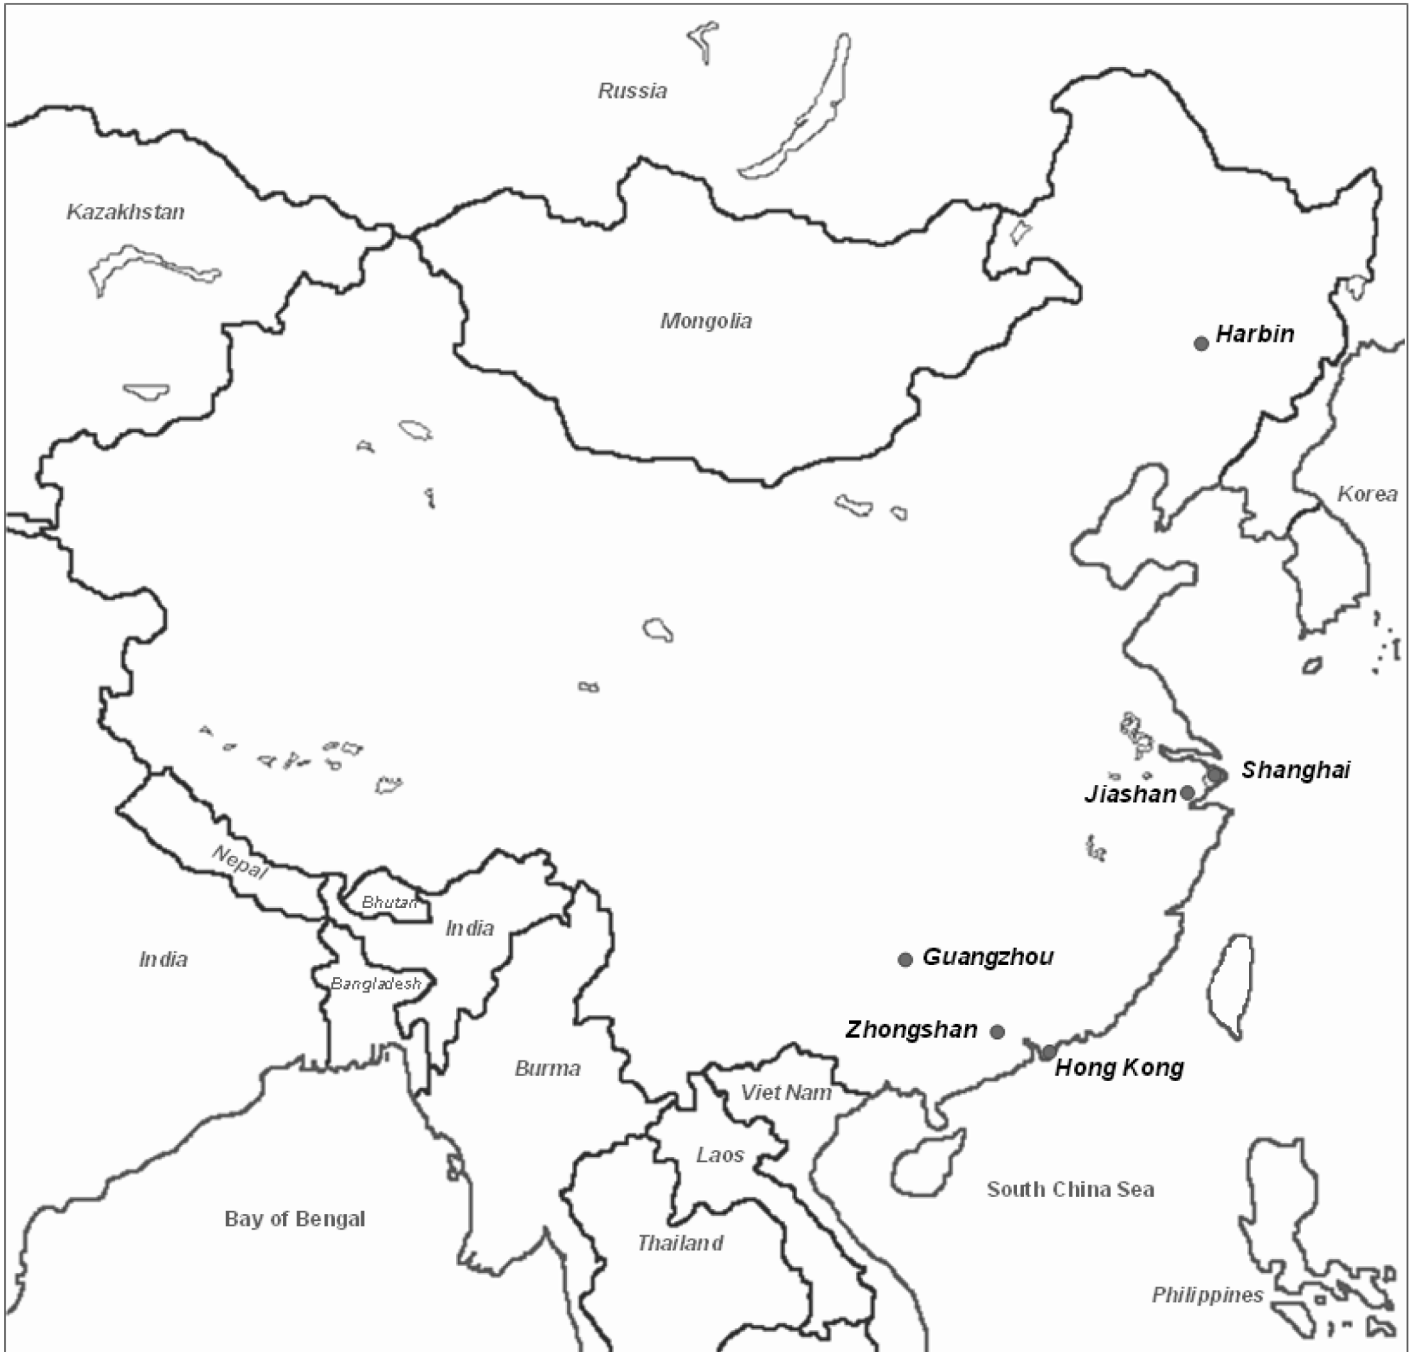 Russia
Kazakhstan
Mongolia
Harbin
Korea
Shanghai
Jiashan
Nepal
Bhutan
India
India
Guangzhou
Bangladesh
Zhongshan
Burma
Hong Kong
Viet Nam
Laos
South China Sea
Bay of Bengal
Thailand
Philippines